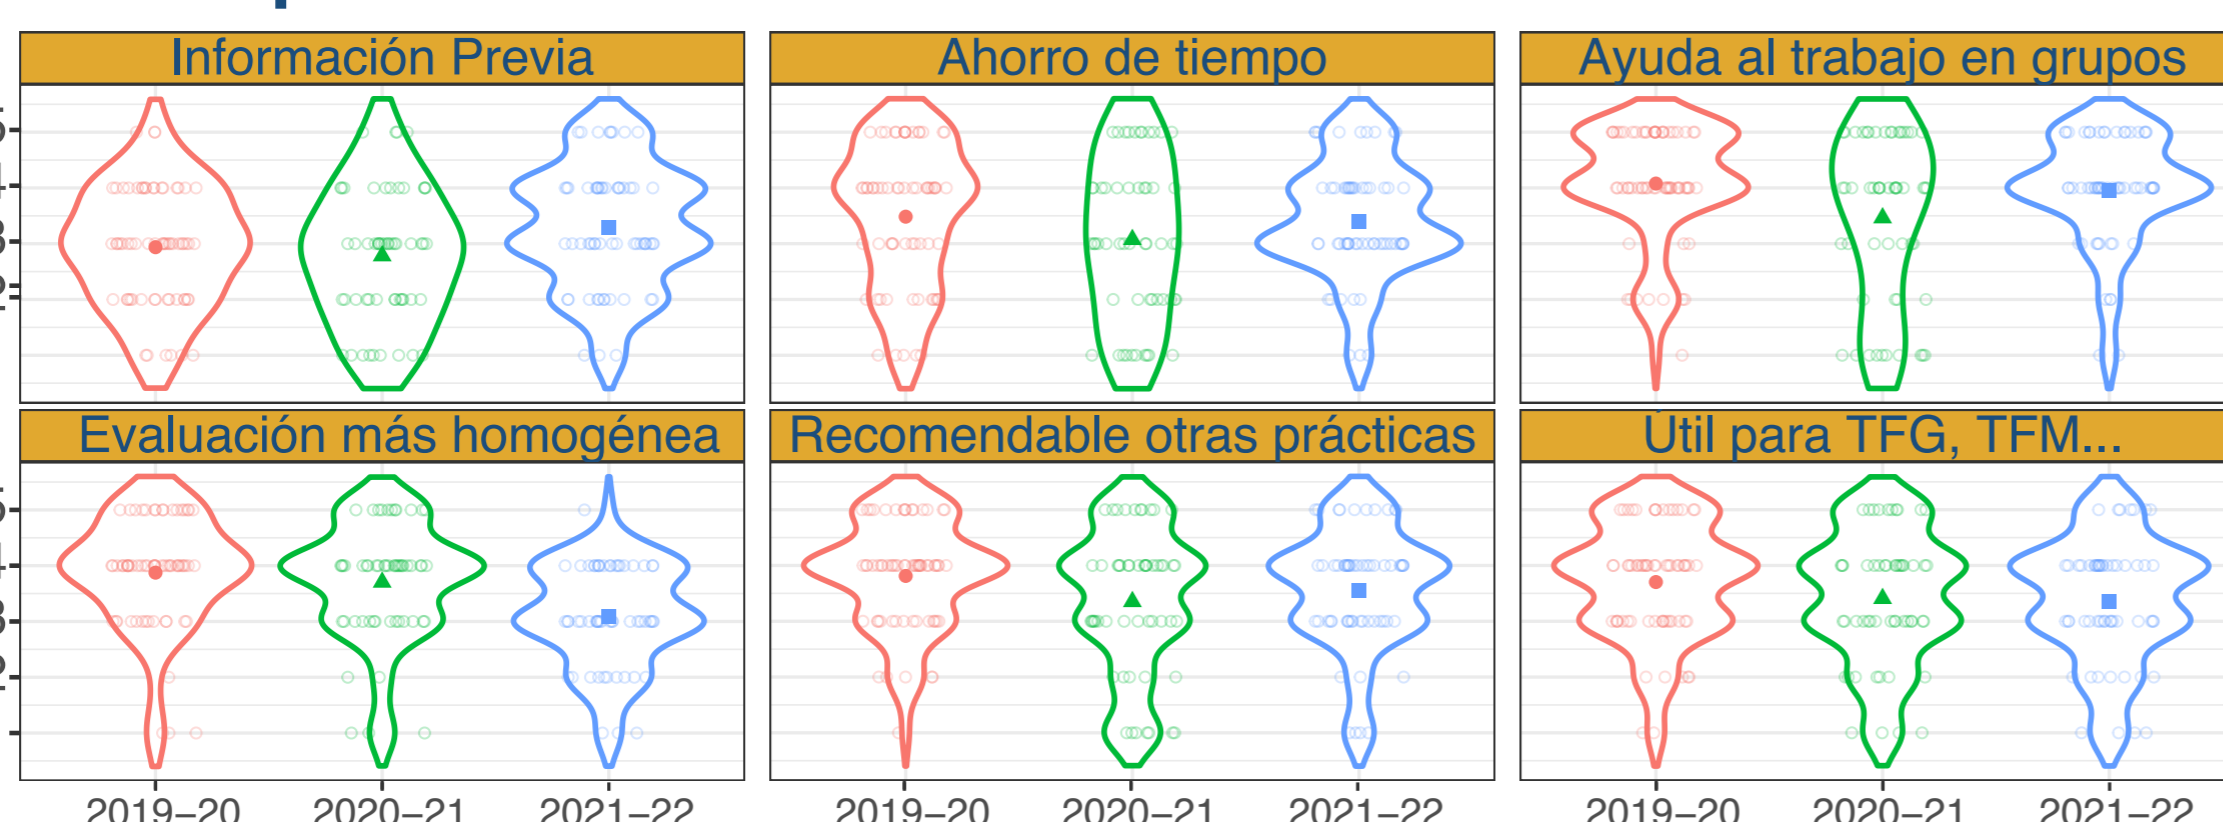 Información Previa
Ahorro de tiempo
Ayuda al trabajo en grupos
Evaluación más homogénea
Recomendable otras prácticas
Útil para TFG, TFM...
2019–20 2020–21 2021–22
2019–20 2020–21 2021–22
2019–20 2020–21 2021–22